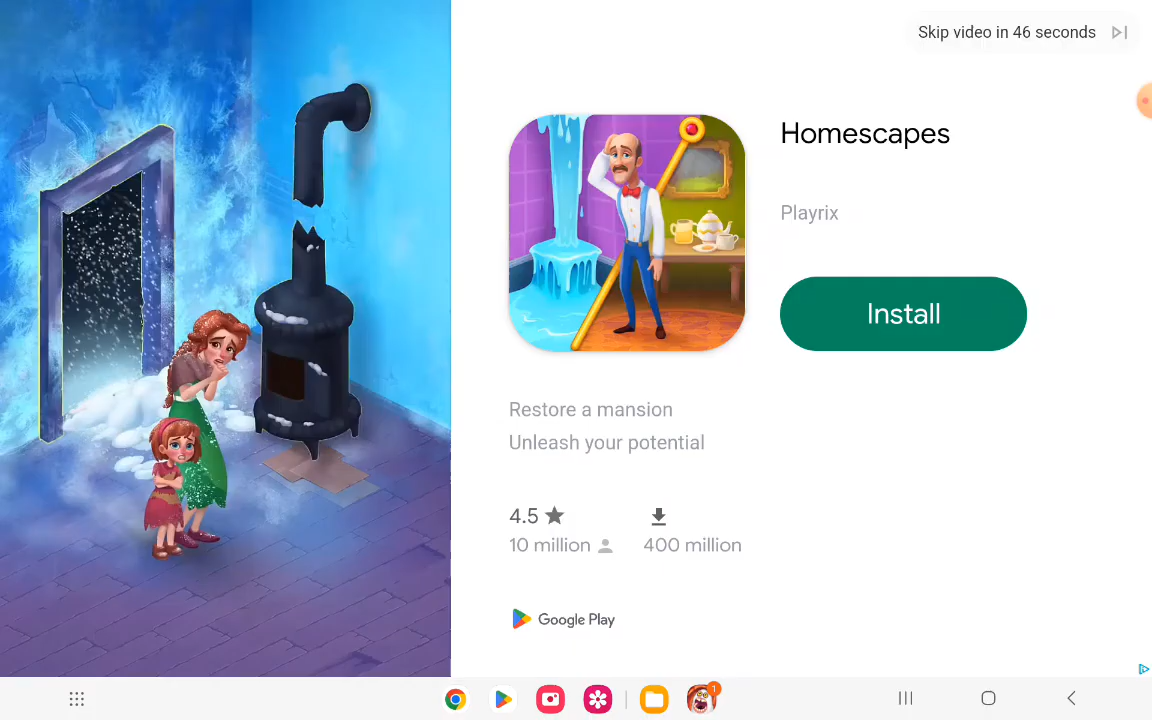 Skip video in 46 seconds
Homescapes
Playrix
Install
Restore a mansion
Unleash your potential
4.5
10 million
400 million
Google Play
1